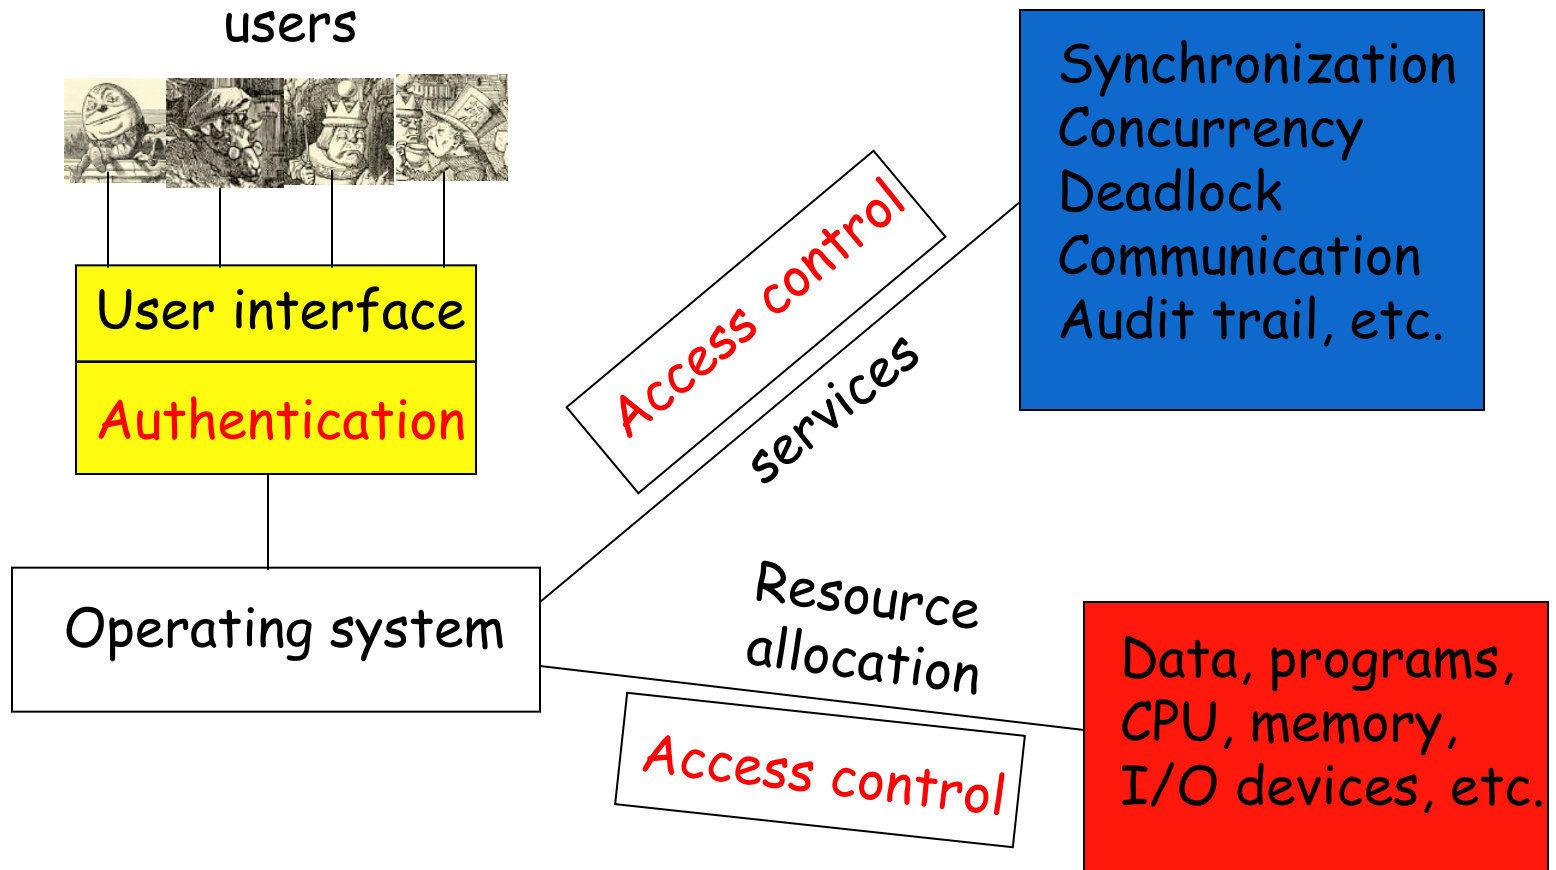 users
User interface
Authentication
Operating system
Access control
services
Synchronization
Concurrency
Deadlock
Communication
Audit trail, etc.
Resource
allocation
Access control
Data, programs,
CPU, memory,
I/O devices, etc.